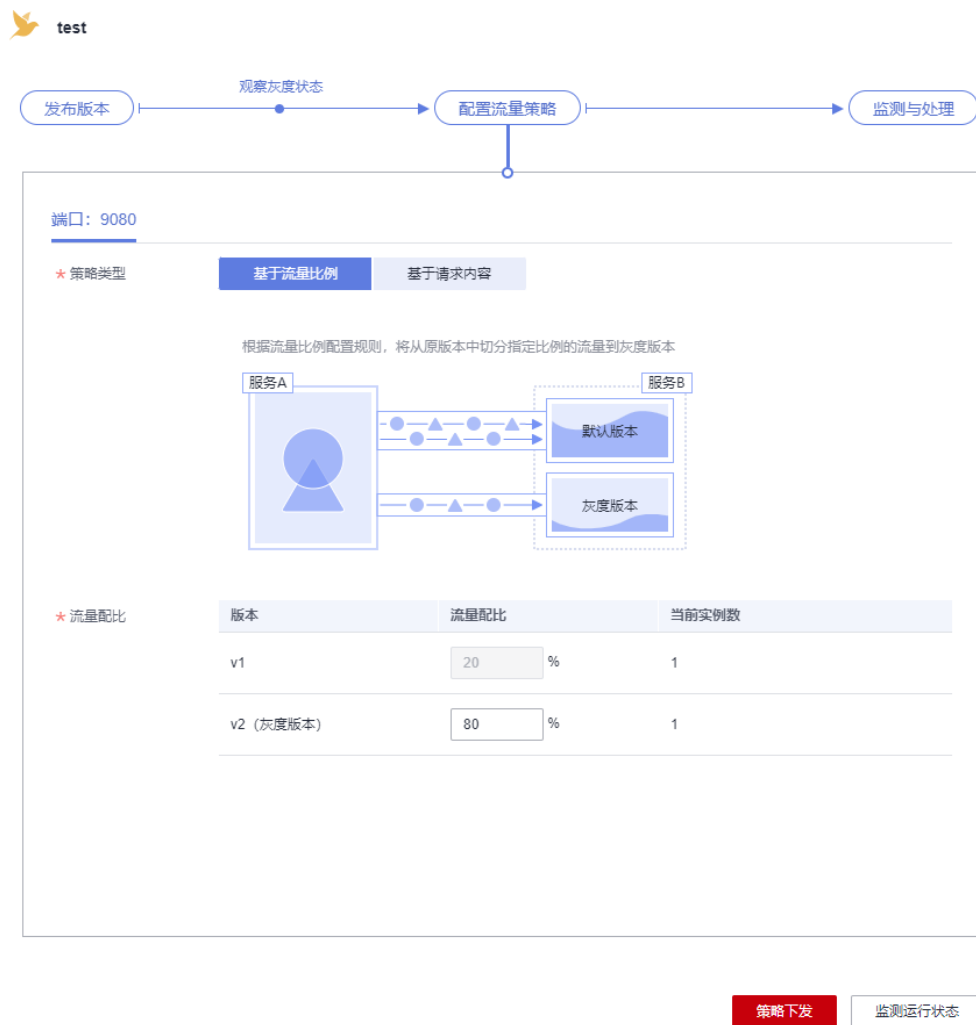 test
观察灰度状态
发布版本
配置流量策略
监测与处理
端口：9080
* 策略类型
基于流量比例
基于请求内容
根据流量比例配置规则，将从原版本中切分指定比例的流量到灰度版本
服务A
服务B
默认版本
灰度版本
* 流量配比
版本 流量配比 当前实例数
v1 20 % 1
v2（灰度版本） 80 % 1
策略下发
监测运行状态